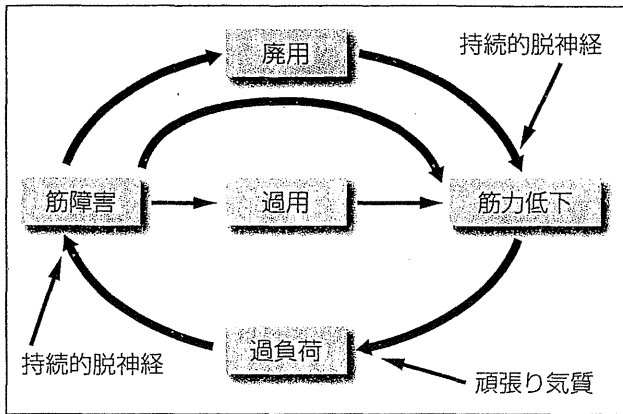 廃用
持続的脱神経
筋障害
過用
筋力低下
過負荷
持続的脱神経
頑張り気質